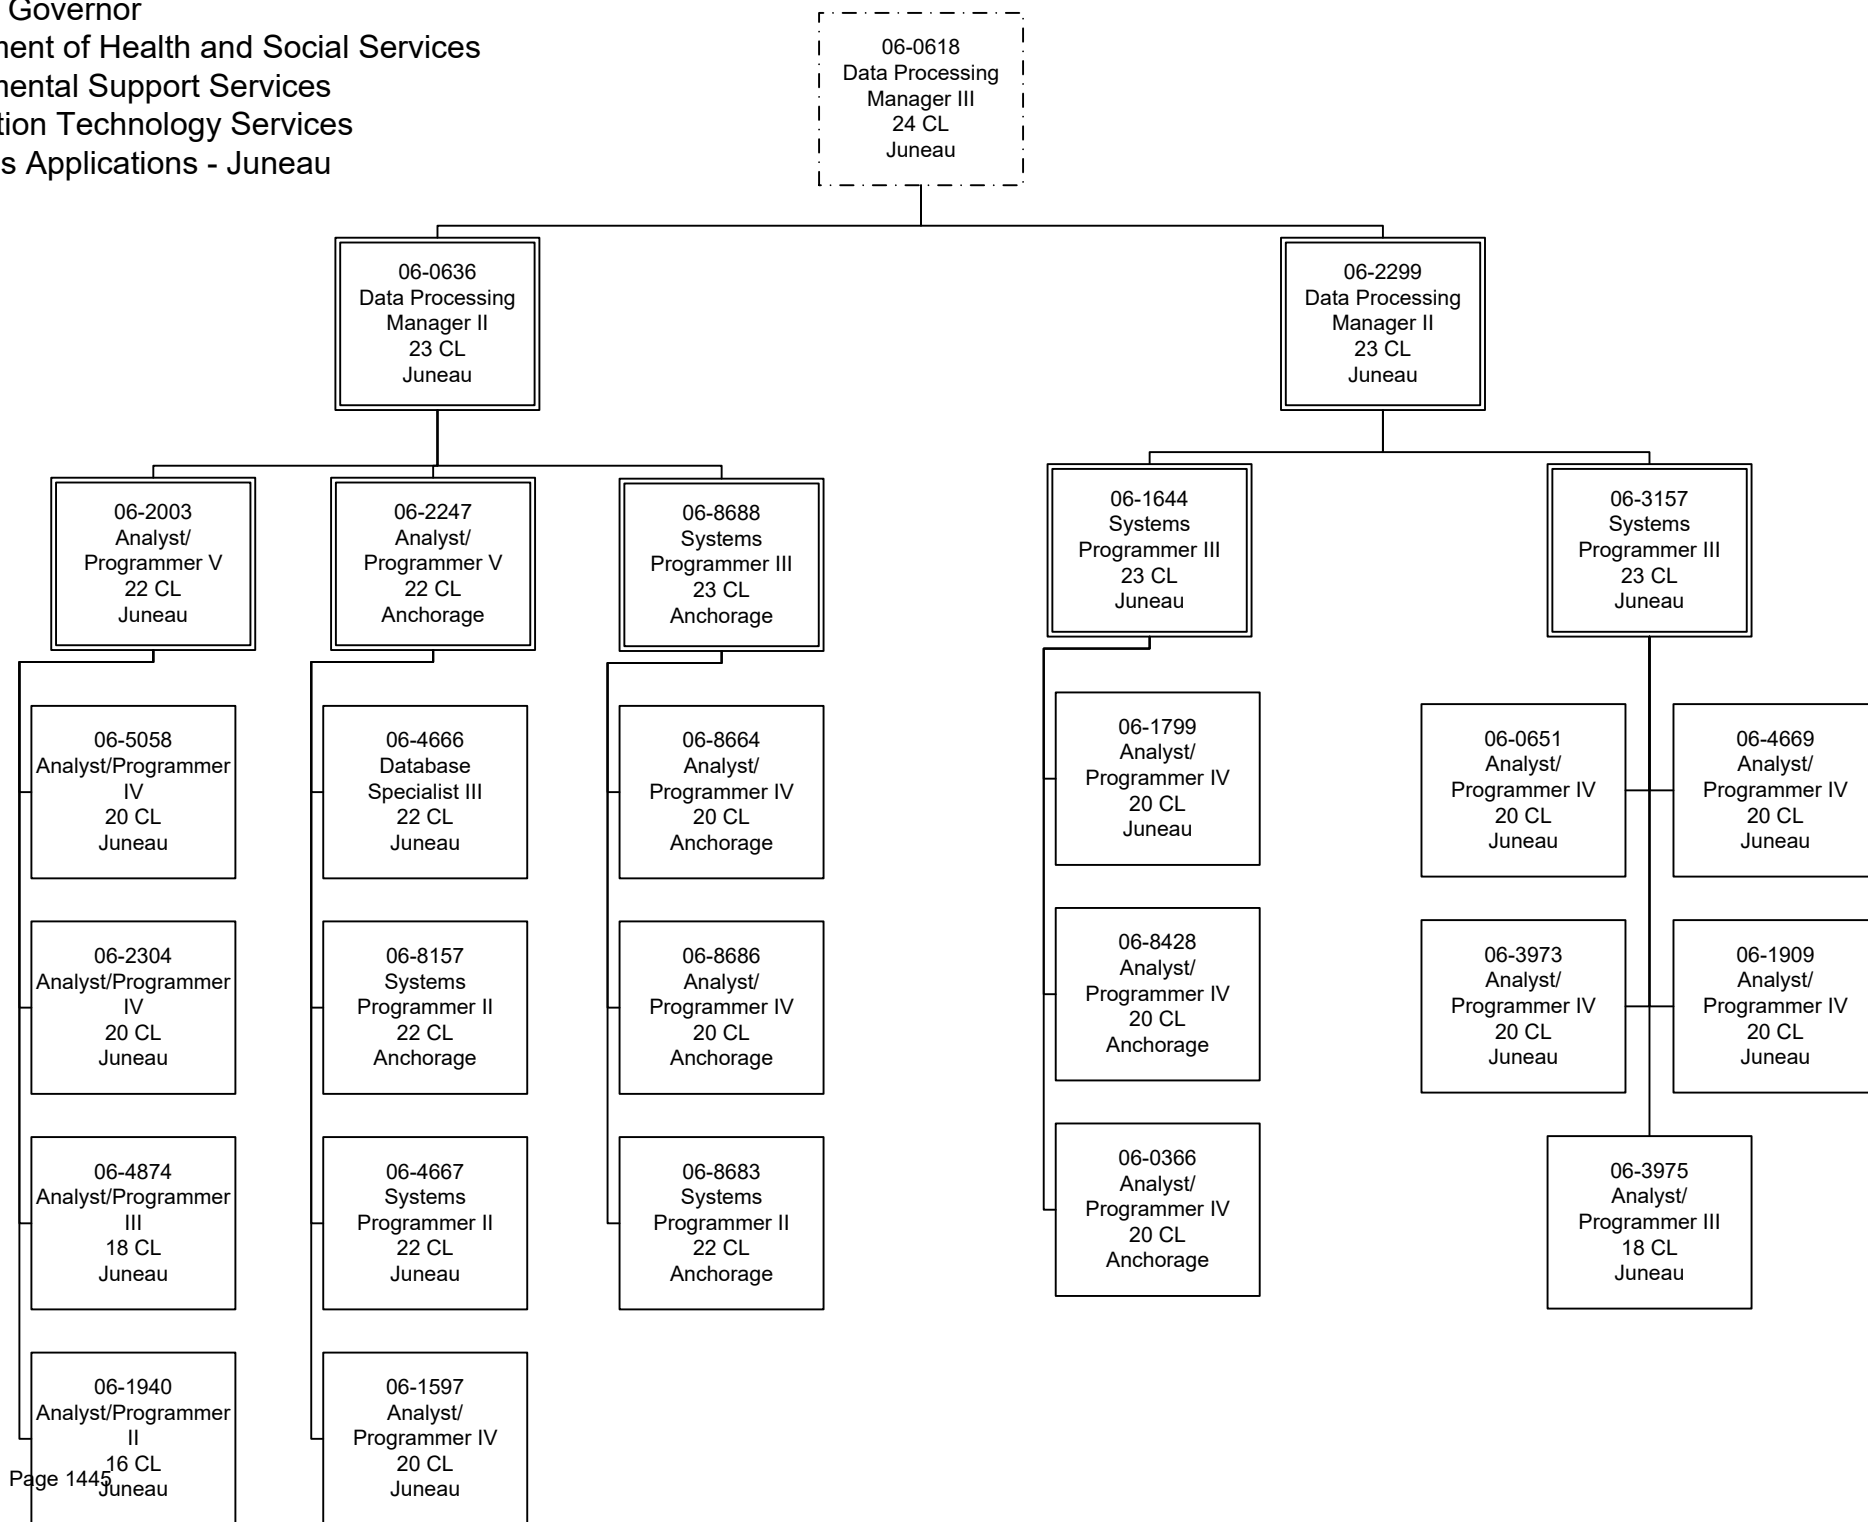 Governor
ment of Health and Social Services
mental Support Services
tion Technology Services
s Applications - Juneau
06-0618
Data Processing
Manager III
24 CL
Juneau
06-0636
Data Processing
Manager II
23 CL
Juneau
06-2299
Data Processing
Manager II
23 CL
Juneau
06-2003
Analyst/
Programmer V
22 CL
Juneau
06-2247
Analyst/
Programmer V
22 CL
Anchorage
06-8688
Systems
Programmer III
23 CL
Anchorage
06-1644
Systems
Programmer III
23 CL
Juneau
06-3157
Systems
Programmer III
23 CL
Juneau
06-5058
Analyst/Programmer
IV
20 CL
Juneau
06-4666
Database
Specialist III
22 CL
Juneau
06-8664
Analyst/
Programmer IV
20 CL
Anchorage
06-1799
Analyst/
Programmer IV
20 CL
Juneau
06-0651
Analyst/
Programmer IV
20 CL
Juneau
06-4669
Analyst/
Programmer IV
20 CL
Juneau
06-2304
Analyst/Programmer
IV
20 CL
Juneau
06-8157
Systems
Programmer II
22 CL
Anchorage
06-8686
Analyst/
Programmer IV
20 CL
Anchorage
06-8428
Analyst/
Programmer IV
20 CL
Anchorage
06-3973
Analyst/
Programmer IV
20 CL
Juneau
06-1909
Analyst/
Programmer IV
20 CL
Juneau
06-4874
Analyst/Programmer
III
18 CL
Juneau
06-4667
Systems
Programmer II
22 CL
Juneau
06-8683
Systems
Programmer II
22 CL
Anchorage
06-0366
Analyst/
Programmer IV
20 CL
Anchorage
06-3975
Analyst/
Programmer III
18 CL
Juneau
06-1940
Analyst/Programmer
II
16 CL
Juneau
06-1597
Analyst/
Programmer IV
20 CL
Juneau
Page 1445